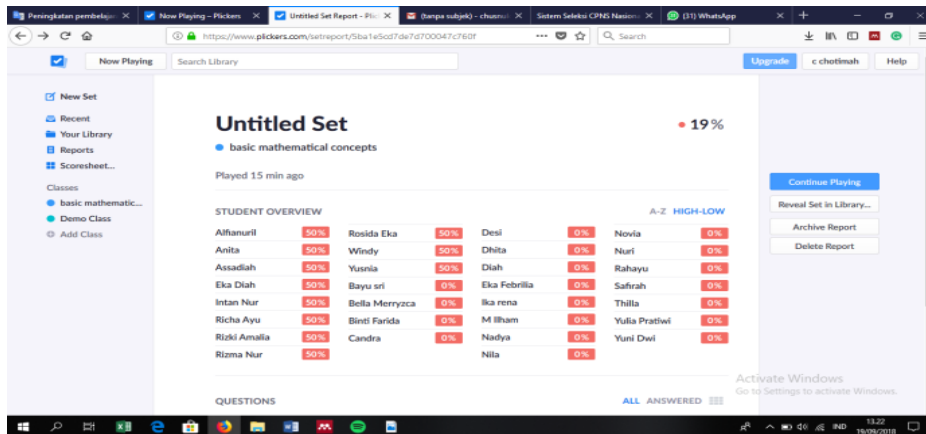 Peningkatan pembelaja
Now Playing – Plickers
Untitled Set Report - Plic
(tanpa subjek) - chusnul
Sistem Seleksi CPNS Nasion
(31) WhatsApp
https://www.plickers.com/setreport/5ba1e5cd7de7d700047c760f
Search
Now Playing
Search Library
Upgrade
c chotimah
Help
New Set
Recent
Your Library
Reports
Scoresheet...
Classes
basic mathematic...
Demo Class
Add Class
Untitled Set
19%
basic mathematical concepts
Played 15 min ago
STUDENT OVERVIEW
A-Z HIGH-LOW
Alfianuril 50% Rosida Eka 50% Desi 0% Novia 0%
Anita 50% Windy 50% Dhita 0% Nuri 0%
Assadiah 50% Yusnia 50% Diah 0% Rahayu 0%
Eka Diah 50% Bayu sri 0% Eka Febrilia 0% Safirah 0%
Intan Nur 50% Bella Merryzca 0% Ika rena 0% Thilla 0%
Richa Ayu 50% Binti Farida 0% M Ilham 0% Yulia Pratiwi 0%
Rizki Amalia 50% Candra 0% Nadya 0% Yuni Dwi 0%
Rizma Nur 50% Nila 0%
Continue Playing
Reveal Set in Library...
Archive Report
Delete Report
QUESTIONS
ALL ANSWERED
Activate Windows
Go to Settings to activate Windows.
IND
13.22
19/09/2018